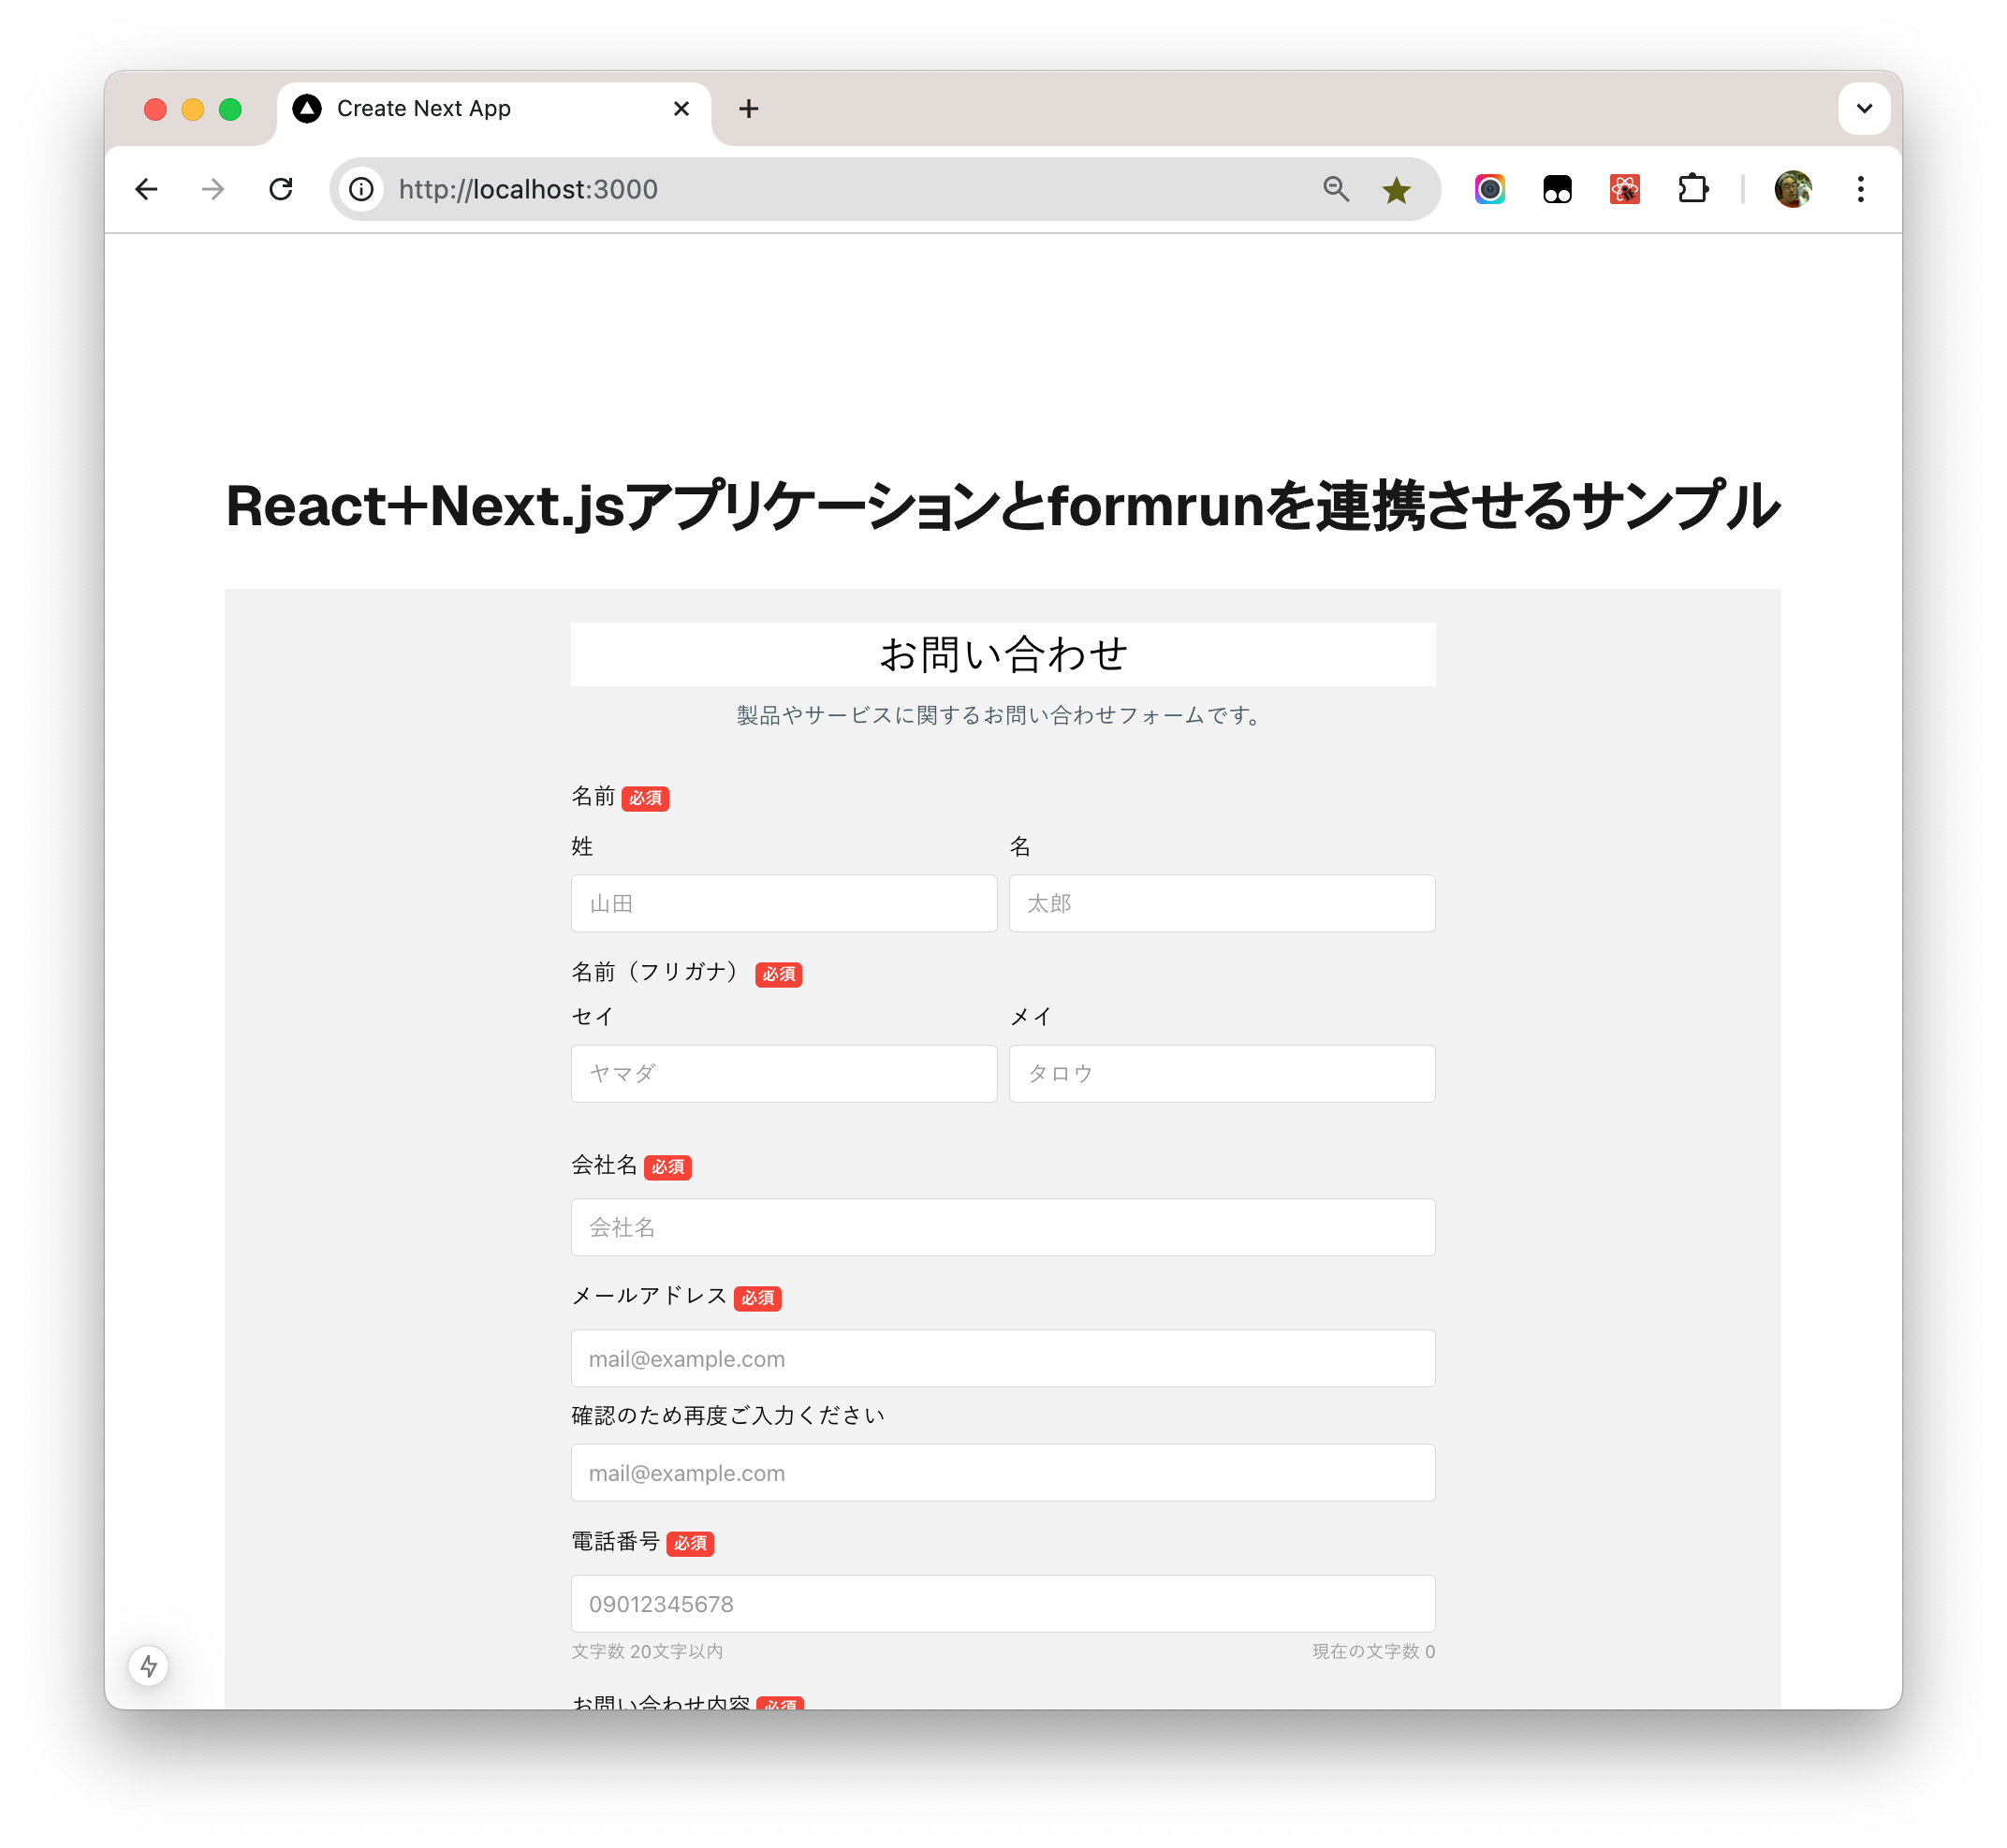 Create Next App
http://localhost:3000
React+Next.jsアプリケーションとformrunを連携させるサンプル
お問い合わせ
製品やサービスに関するお問い合わせフォームです。
名前 必須
姓 名
山田 太郎
名前（フリガナ） 必須
セイ メイ
ヤマダ タロウ
会社名 必須
会社名
メールアドレス 必須
mail@example.com
確認のため再度ご入力ください
mail@example.com
電話番号 必須
09012345678
文字数 20文字以内 現在の文字数 0
お問い合わせ内容 必須